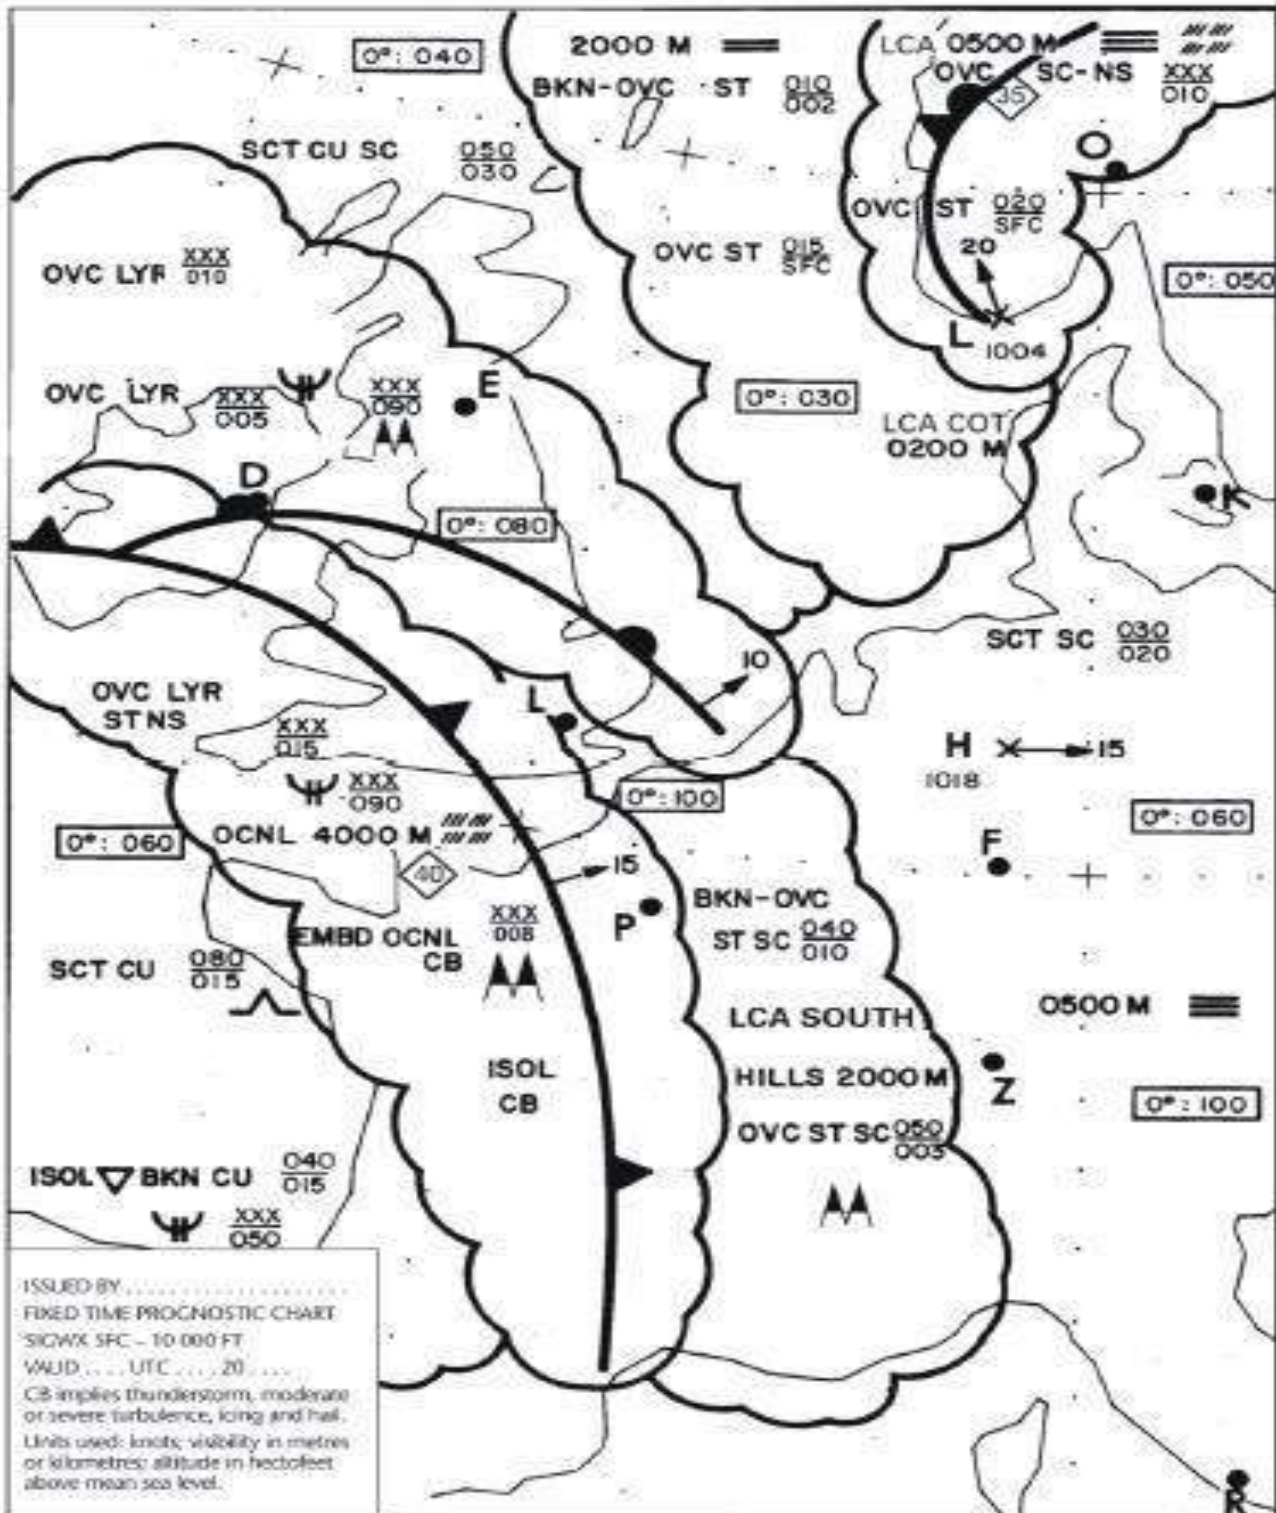 0°: 040
2000 M
BKN-OVC ST 010
002
LCA 0500 M
OVC SC-NS XXX
010
35
O
SCT CU SC 050
030
OVC ST 020
SFC
20
OVC LYR XXX
010
OVC ST 015
SFC
0°: 050
L 1004
OVC LYR XXX
005
XXX
090
E
0°: 030
LCA COT
0200 M
D
K
0°: 080
SCT SC 030
020
10
OVC LYR
ST NS
XXX
015
L
H 15
1018
XXX
090
0°: 100
0°: 060
OCNL 4000 M
0°: 060
F
40
15
BKN-OVC
ST SC 040
010
P
EMBD OCNL
CB
XXX
008
SCT CU 080
015
0500 M
LCA SOUTH
ISOL
CB
HILLS 2000 M
Z
0°: 100
OVC ST SC 050
003
ISOL BKN CU 040
015
XXX
050
ISSUED BY .....................
FIXED TIME PROGNOSTIC CHART
SIGWX SFC – 10 000 FT
VALID .... UTC .... 20 ....
CB implies thunderstorm, moderate
or severe turbulence, icing and hail.
Units used: knots; visibility in metres
or kilometres; altitude in hectofeet
above mean sea level.
R